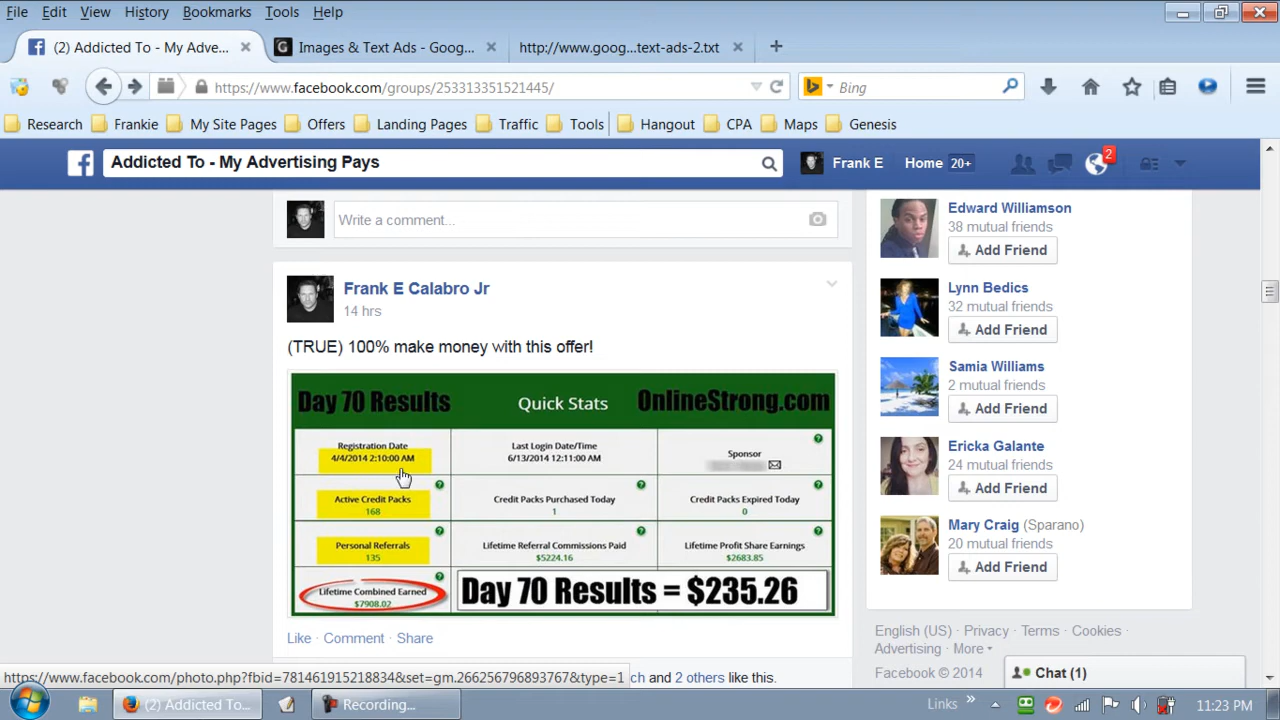 File Edit View History Bookmarks Tools Help
(2) Addicted To - My Adve...
Images & Text Ads - Goog...
http://www.goog...text-ads-2.txt
https://www.facebook.com/groups/253313351521445/
Bing
Research Frankie My Site Pages Offers Landing Pages Traffic Tools Hangout CPA Maps Genesis
Addicted To - My Advertising Pays
Frank E Home 20+
2
Write a comment...
Frank E Calabro Jr
14 hrs
(TRUE) 100% make money with this offer!
Day 70 Results Quick Stats OnlineStrong.com
Registration Date
4/4/2014 2:10:00 AM
Last Login Date/Time
6/13/2014 12:11:00 AM
Sponsor
Active Credit Packs
168
Credit Packs Purchased Today
1
Credit Packs Expired Today
0
Personal Referrals
135
Lifetime Referral Commissions Paid
$5224.16
Lifetime Profit Share Earnings
$2683.85
Lifetime Combined Earned
$7908.02
Day 70 Results = $235.26
Like · Comment · Share
ch and 2 others like this.
Edward Williamson
38 mutual friends
Add Friend
Lynn Bedics
32 mutual friends
Add Friend
Samia Williams
2 mutual friends
Add Friend
Ericka Galante
24 mutual friends
Add Friend
Mary Craig (Sparano)
20 mutual friends
Add Friend
English (US) · Privacy · Terms · Cookies ·
Advertising · More
Facebook © 2014
Chat (1)
https://www.facebook.com/photo.php?fbid=781461915218834&set=gm.266256796893767&type=1
(2) Addicted To...
Recording...
Links
11:23 PM